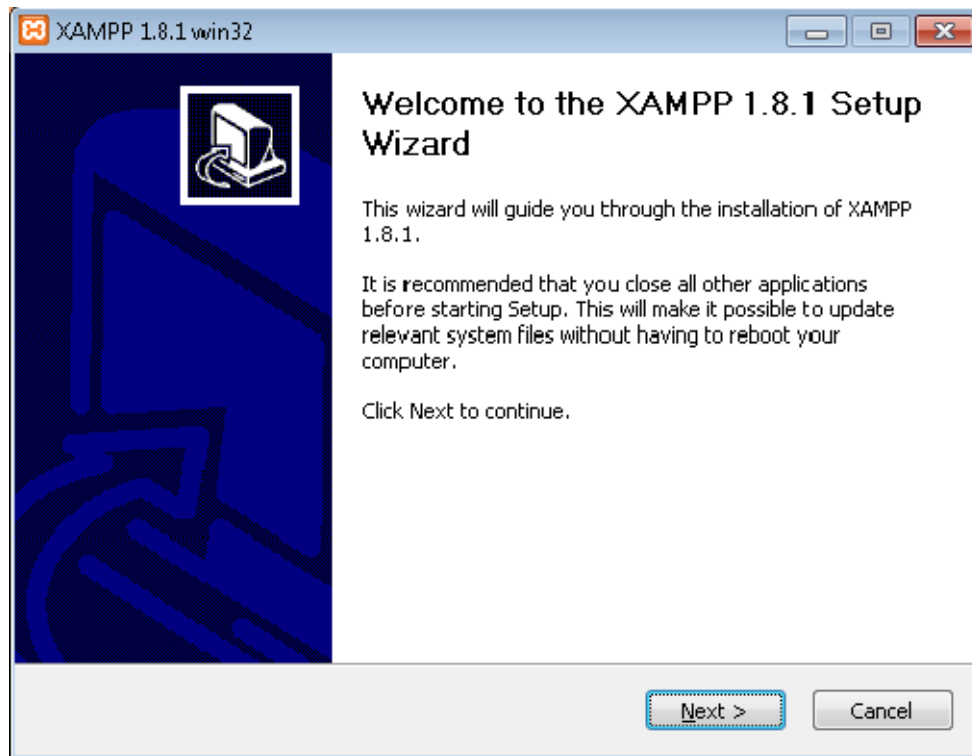 XAMPP 1.8.1 win32
Welcome to the XAMPP 1.8.1 Setup
Wizard
This wizard will guide you through the installation of XAMPP
1.8.1.
It is recommended that you close all other applications
before starting Setup. This will make it possible to update
relevant system files without having to reboot your
computer.
Click Next to continue.
Next >
Cancel